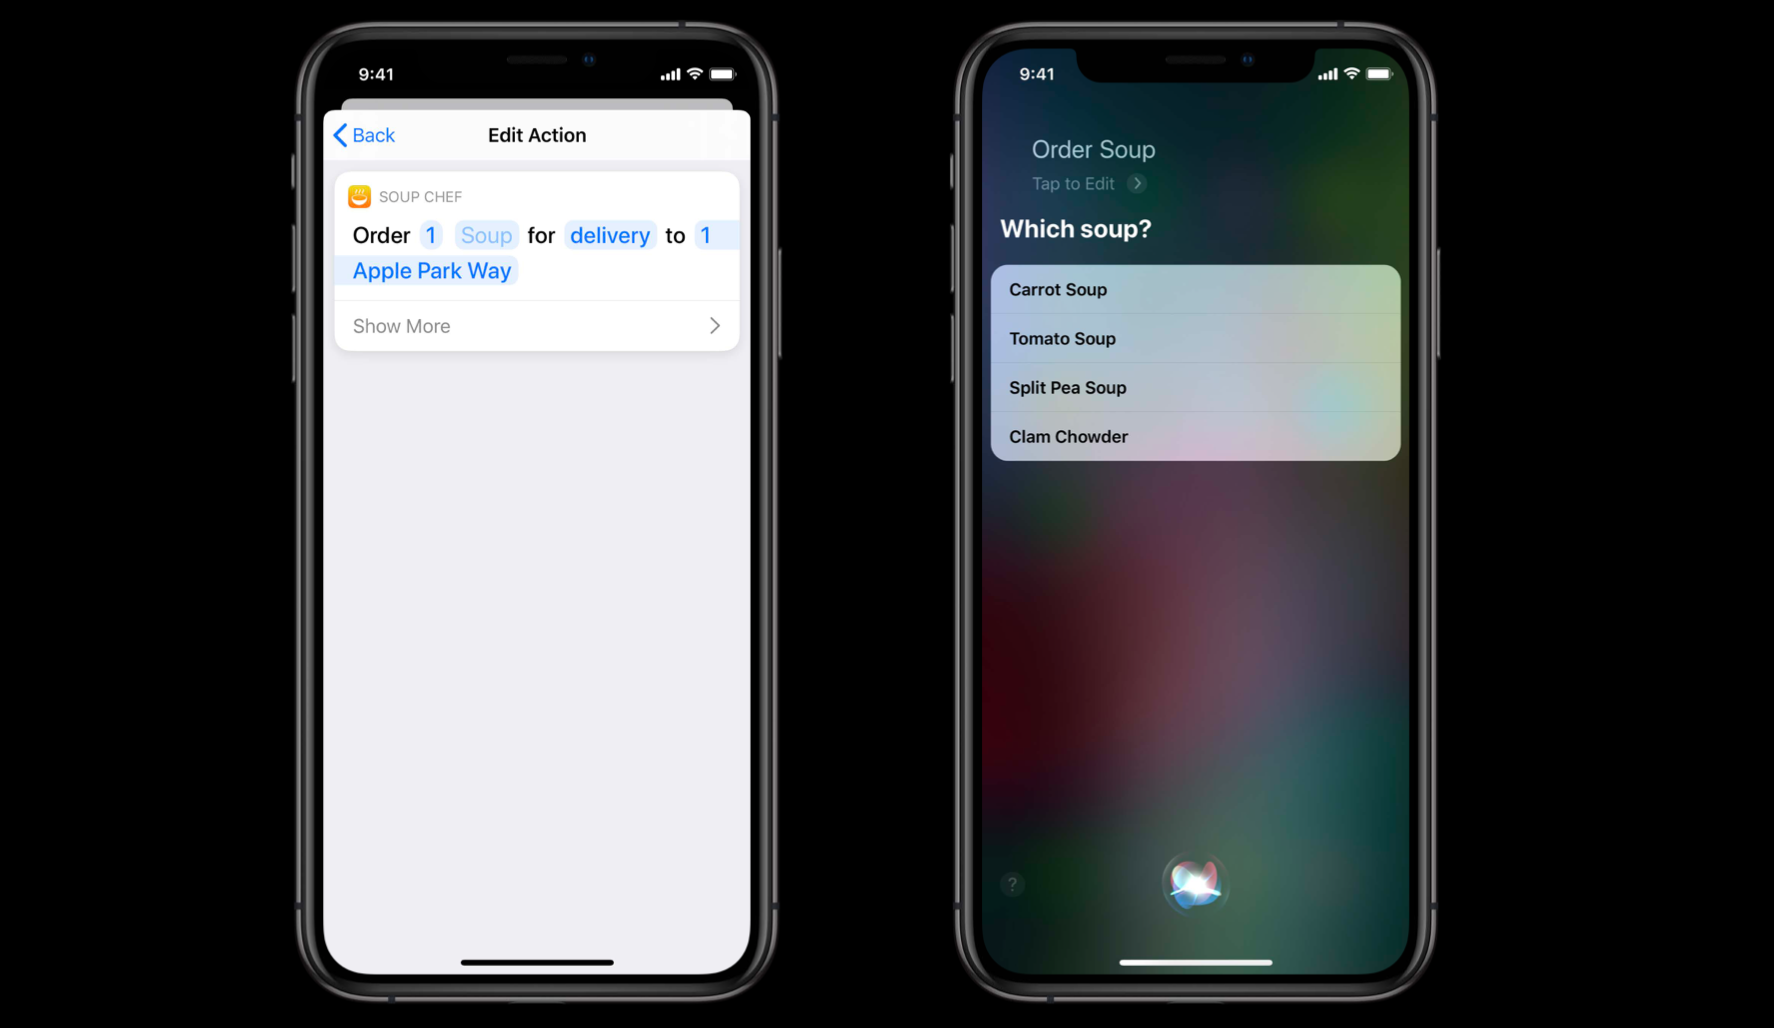 9:41
Back
Edit Action
SOUP CHEF
Order 1 Soup for delivery to 1
Apple Park Way
Show More
9:41
Order Soup
Tap to Edit
Which soup?
Carrot Soup
Tomato Soup
Split Pea Soup
Clam Chowder
?